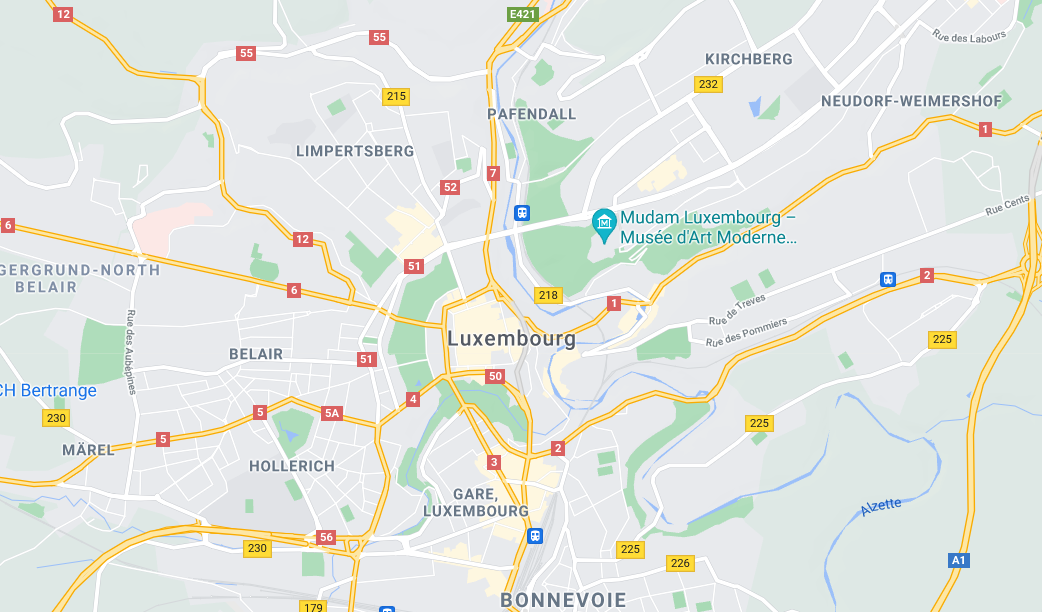 12
E421
55
55
Rue des Labours
KIRCHBERG
232
215
NEUDORF-WEIMERSHOF
PAFENDALL
1
LIMPERTSBERG
7
52
Rue Cents
Mudam Luxembourg –
Musée d'Art Moderne...
6
12
51
GERGRUND-NORTH
BELAIR
2
6
218
1
Rue de Treves
Rue des Pommiers
Rue des Aubépines
Luxembourg
225
BELAIR
51
50
CH Bertrange
4
5
5A
230
225
5
MÄREL
2
3
HOLLERICH
GARE,
LUXEMBOURG
Alzette
56
230
225
226
A1
179
BONNEVOIE